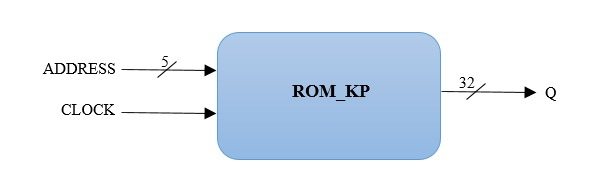 ADDRESS
5
CLOCK
ROM_KP
32
Q